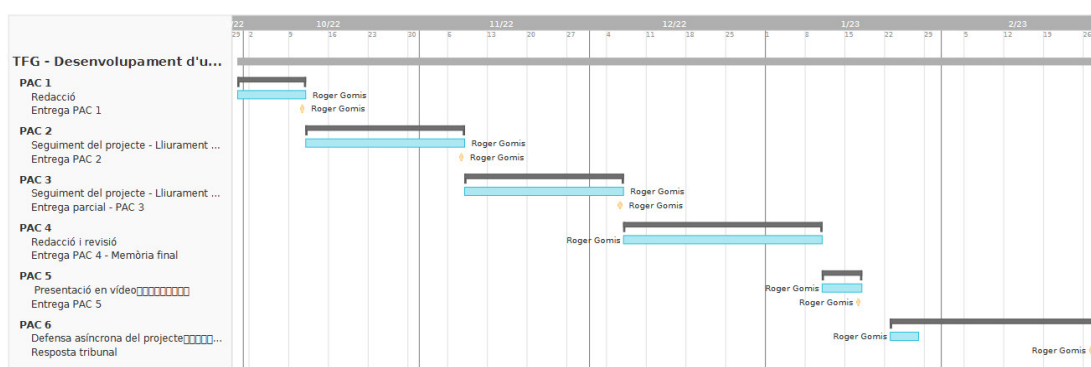 /22 10/22 11/22 12/22 1/23 2/23
29 2 9 16 23 30 6 13 20 27 4 11 18 25 1 8 15 22 29 5 12 19 26
TFG - Desenvolupament d'u...
PAC 1
Redacció Roger Gomis
Entrega PAC 1 Roger Gomis
PAC 2
Seguiment del projecte - Lliurament ... Roger Gomis
Entrega PAC 2 Roger Gomis
PAC 3
Seguiment del projecte - Lliurament ... Roger Gomis
Entrega parcial - PAC 3 Roger Gomis
PAC 4
Redacció i revisió Roger Gomis
Entrega PAC 4 - Memòria final
PAC 5
Presentació en vídeo Roger Gomis
Entrega PAC 5 Roger Gomis
PAC 6
Defensa asíncrona del projecte... Roger Gomis
Resposta tribunal Roger Gomis